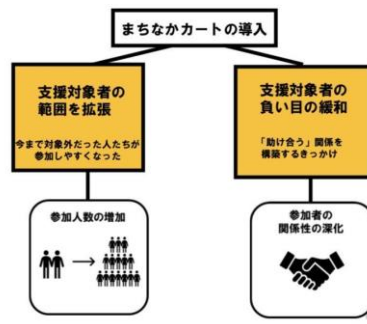 まちなかカートの導入
支援対象者の
範囲を拡張
今まで対象外だった人たちが
参加しやすくなった
支援対象者の
負い目の緩和
「助け合う」関係を
構築するきっかけ
参加人数の増加
参加者の
関係性の深化